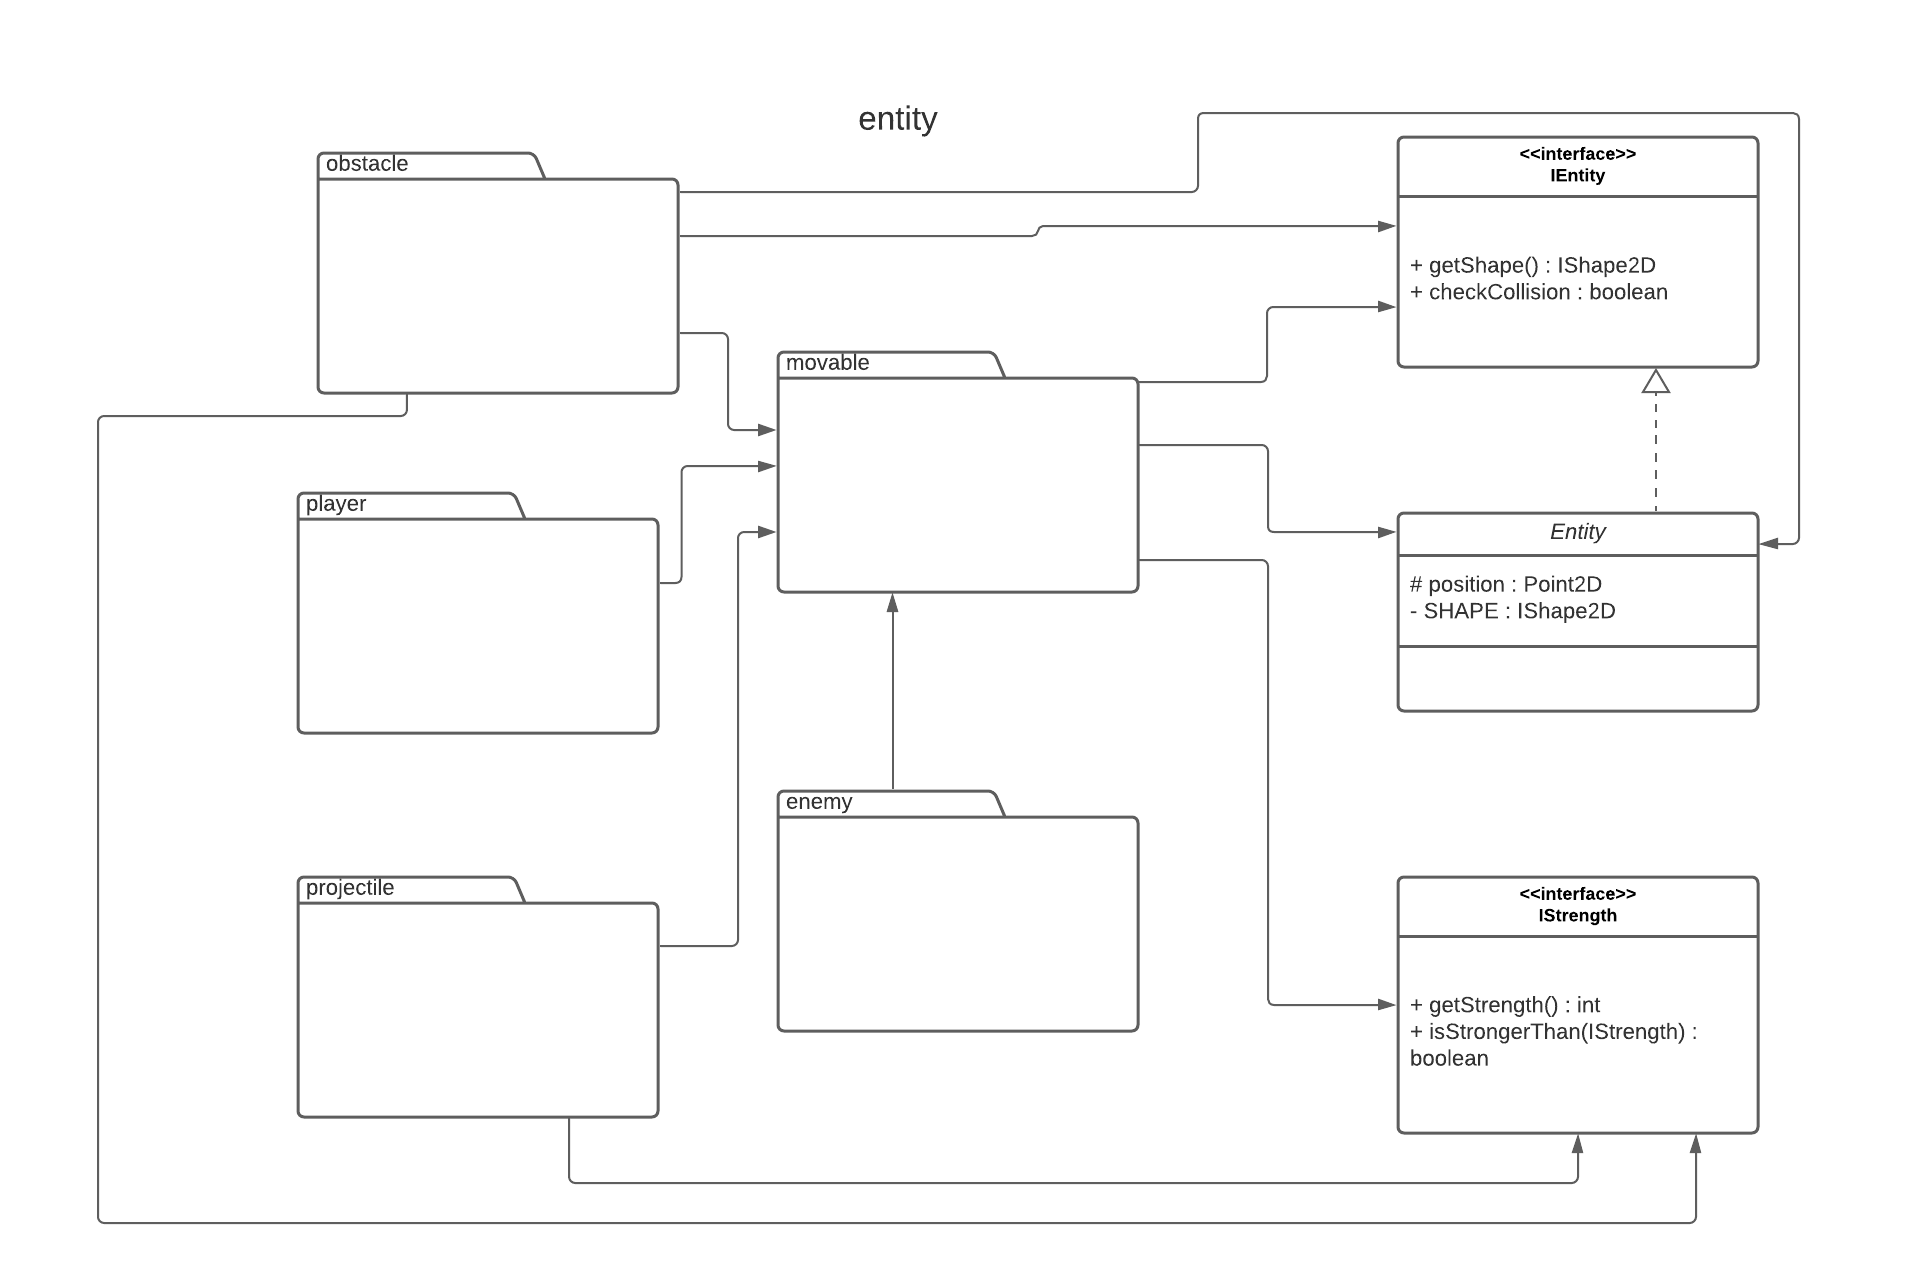 entity
obstacle
<<interface>>
IEntity
+ getShape() : IShape2D
+ checkCollision : boolean
movable
player
Entity
# position : Point2D
- SHAPE : IShape2D
enemy
projectile
<<interface>>
IStrength
+ getStrength() : int
+ isStrongerThan(IStrength) :
boolean